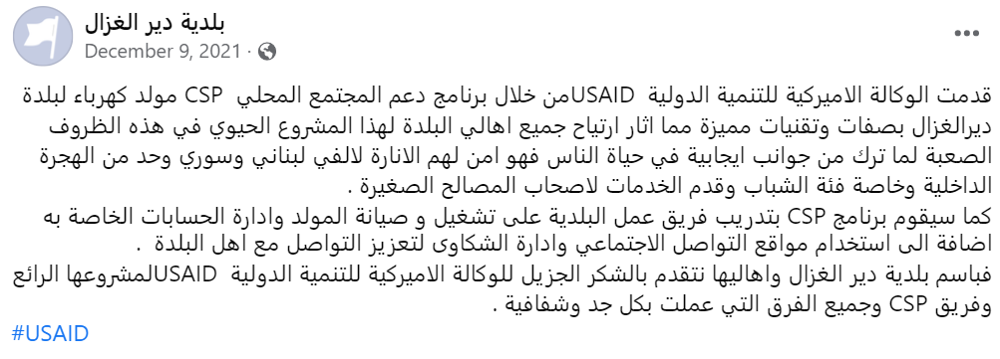 بلدية دير الغزال
December 9, 2021 ·
قدمت الوكالة الاميركية للتنمية الدولية USAIDمن خلال برنامج دعم المجتمع المحلي CSP مولد كهرباء لبلدة
ديرالغزال بصفات وتقنيات مميزة مما اثار ارتياح جميع اهالي البلدة لهذا المشروع الحيوي في هذه الظروف
الصعبة لما ترك من جوانب ايجابية في حياة الناس فهو امن لهم الانارة لالفي لبناني وسوري وحد من الهجرة
الداخلية وخاصة فئة الشباب وقدم الخدمات لاصحاب المصالح الصغيرة .
كما سيقوم برنامج CSP بتدريب فريق عمل البلدية على تشغيل و صيانة المولد وادارة الحسابات الخاصة به
اضافة الى استخدام مواقع التواصل الاجتماعي وادارة الشكاوى لتعزيز التواصل مع اهل البلدة .
فباسم بلدية دير الغزال واهاليها نتقدم بالشكر الجزيل للوكالة الاميركية للتنمية الدولية USAIDلمشروعها الرائع
وفريق CSP وجميع الفرق التي عملت بكل جد وشفافية .
#USAID